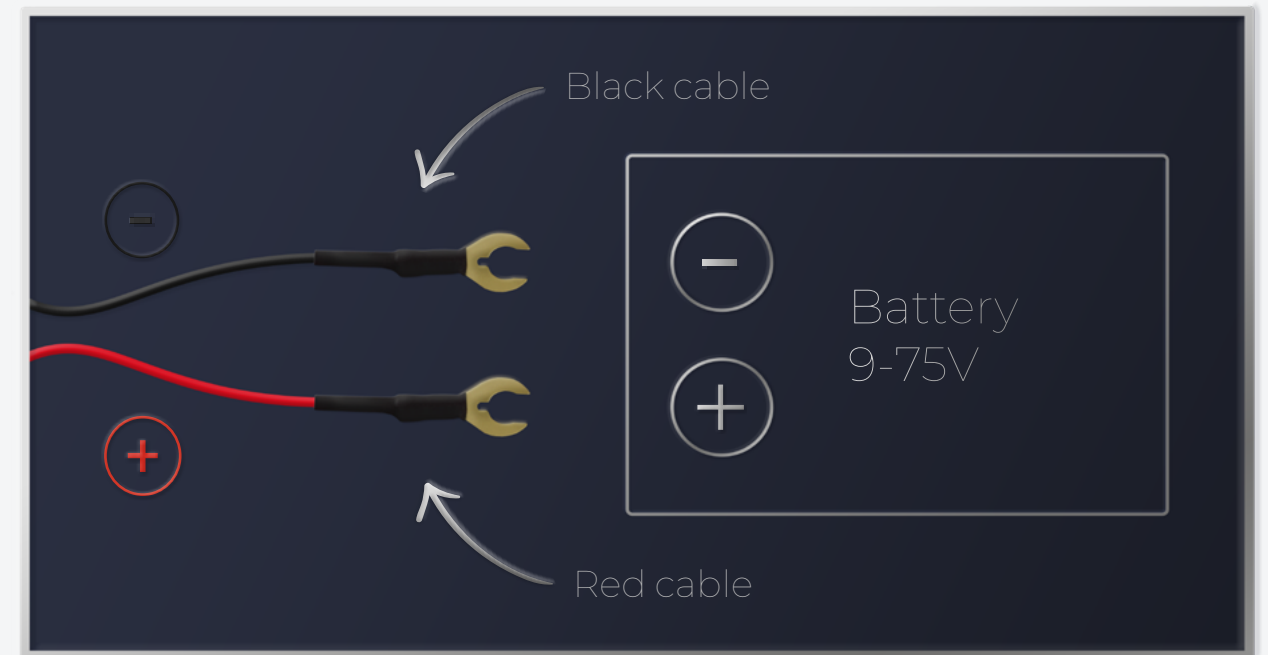 Black cable
-
-
Battery
9-75V
+
+
Red cable